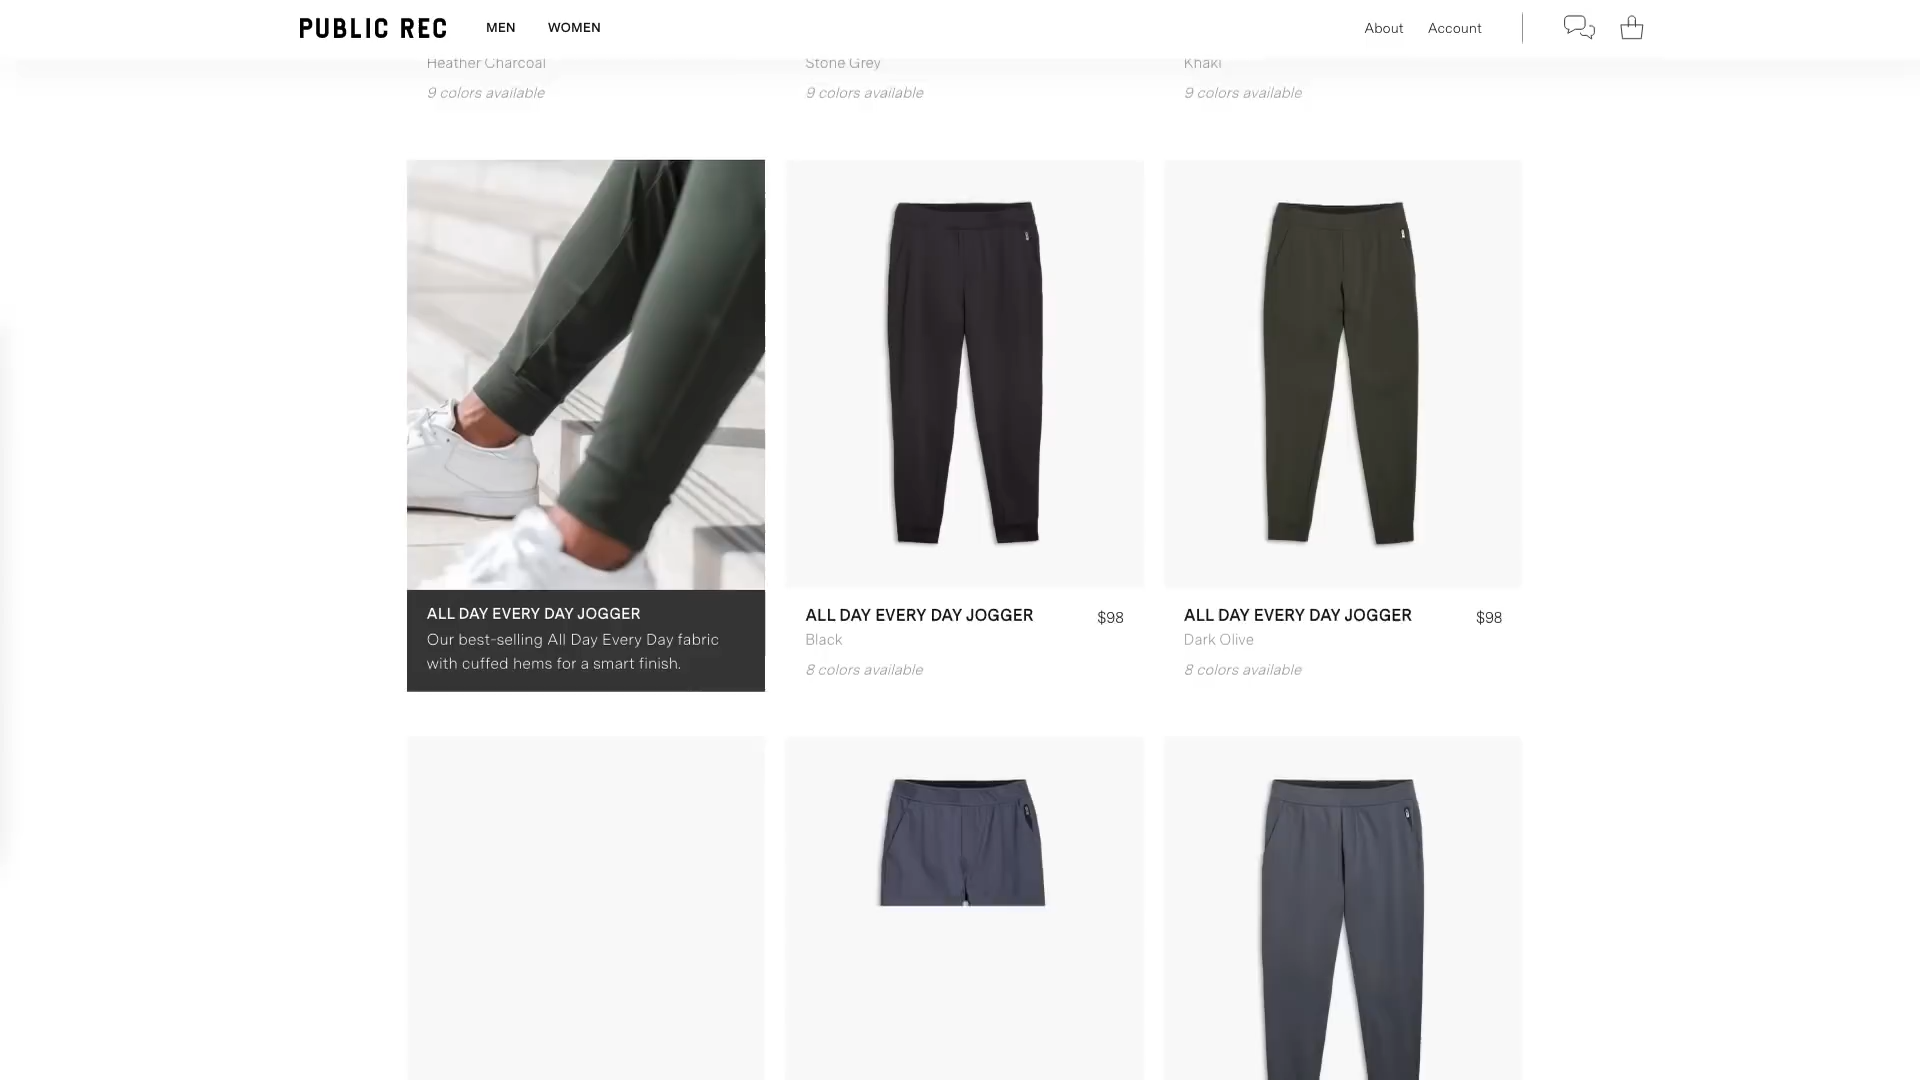 PUBLIC REC
MEN
WOMEN
About
Account
Heather Charcoal
Stone Grey
Khaki
9 colors available
9 colors available
9 colors available
ALL DAY EVERY DAY JOGGER
Our best-selling All Day Every Day fabric
with cuffed hems for a smart finish.
ALL DAY EVERY DAY JOGGER
$98
Black
8 colors available
ALL DAY EVERY DAY JOGGER
$98
Dark Olive
8 colors available